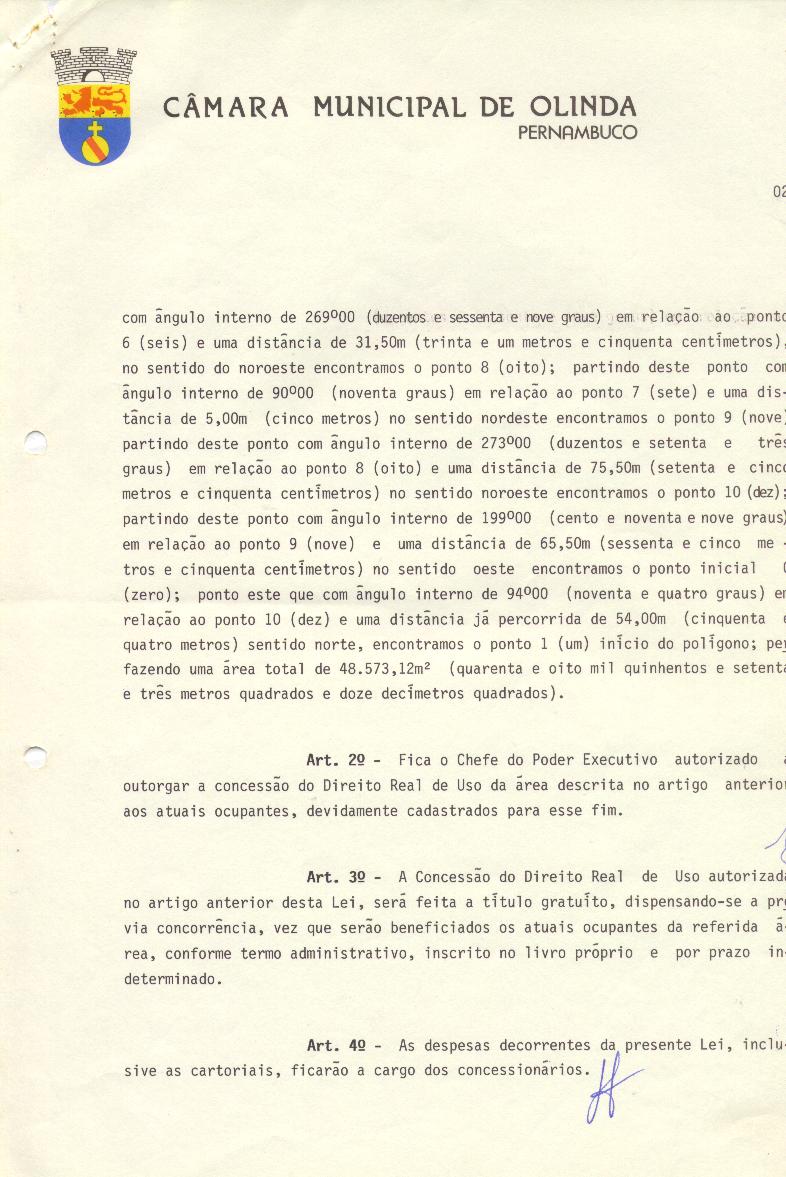 CÂMARA MUNICIPAL DE OLINDA
PERNAMBUCO
02
com ângulo interno de 269º00 (duzentos e sessenta e nove graus) em relação ao ponto
6 (seis) e uma distância de 31,50m (trinta e um metros e cinquenta centímetros),
no sentido do noroeste encontramos o ponto 8 (oito); partindo deste ponto com
ângulo interno de 90º00 (noventa graus) em relação ao ponto 7 (sete) e uma dis-
tância de 5,00m (cinco metros) no sentido nordeste encontramos o ponto 9 (nove)
partindo deste ponto com ângulo interno de 273º00 (duzentos e setenta e três
graus) em relação ao ponto 8 (oito) e uma distância de 75,50m (setenta e cinco
metros e cinquenta centímetros) no sentido noroeste encontramos o ponto 10 (dez);
partindo deste ponto com ângulo interno de 199º00 (cento e noventa e nove graus)
em relação ao ponto 9 (nove) e uma distância de 65,50m (sessenta e cinco me -
tros e cinquenta centímetros) no sentido oeste encontramos o ponto inicial 0
(zero); ponto este que com ângulo interno de 94º00 (noventa e quatro graus) em
relação ao ponto 10 (dez) e uma distância já percorrida de 54,00m (cinquenta e
quatro metros) sentido norte, encontramos o ponto 1 (um) início do polígono; per
fazendo uma área total de 48.573,12m² (quarenta e oito mil quinhentos e setenta
e três metros quadrados e doze decímetros quadrados).
Art. 2º - Fica o Chefe do Poder Executivo autorizado a
outorgar a concessão do Direito Real de Uso da área descrita no artigo anterior
aos atuais ocupantes, devidamente cadastrados para esse fim.
Art. 3º - A Concessão do Direito Real de Uso autorizada
no artigo anterior desta Lei, será feita a título gratuíto, dispensando-se a pré
via concorrência, vez que serão beneficiados os atuais ocupantes da referida á-
rea, conforme termo administrativo, inscrito no livro próprio e por prazo in-
determinado.
Art. 4º - As despesas decorrentes da presente Lei, inclu-
sive as cartoriais, ficarão a cargo dos concessionários.